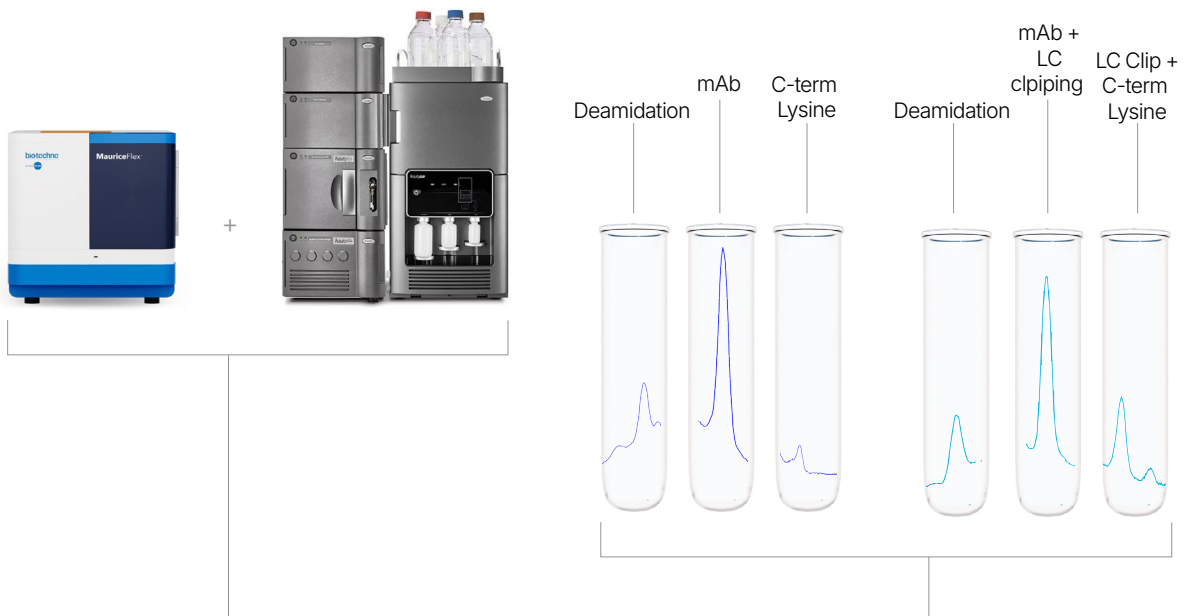 biotechne
MauriceFlex
+
Deamidation
mAb
C-term
Lysine
Deamidation
mAb +
LC
clpiping
LC Clip +
C-term
Lysine